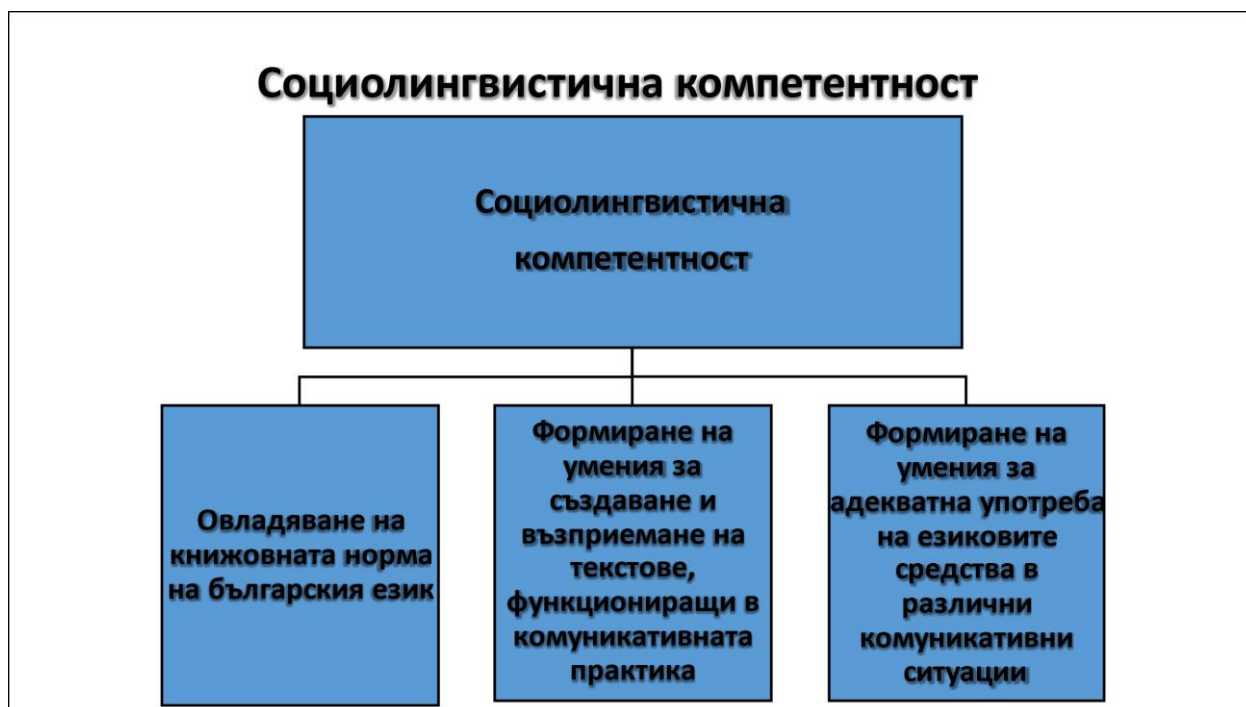 Социолингвистична компетентност
Социолингвистична
компетентност
Овладяване на
книжовната норма
на българския език
Формиране на
умения за
създаване и
възприемане на
текстове,
функциониращи в
комуникативната
практика
Формиране на
умения за
адекватна употреба
на езиковите
средства в
различни
комуникативни
ситуации